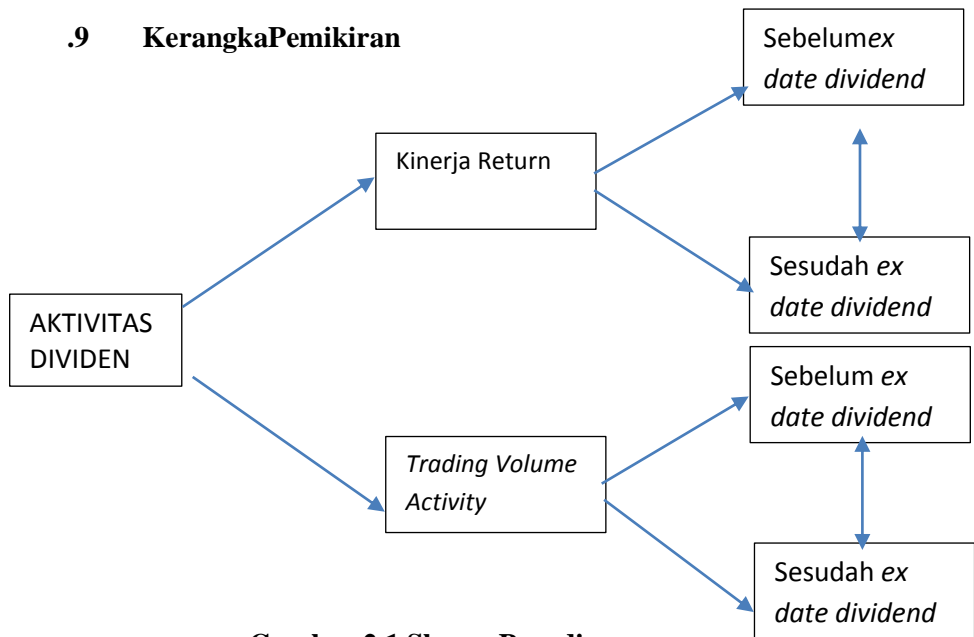 .9 KerangkaPemikiran
Sebelumex
date dividend
Kinerja Return
Sesudah ex
date dividend
AKTIVITAS
DIVIDEN
Sebelum ex
date dividend
Trading Volume
Activity
Sesudah ex
date dividend